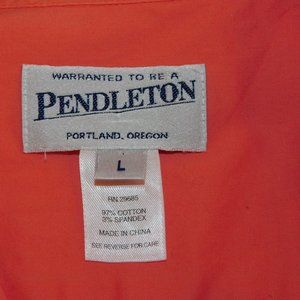 WARRANTED TO BE A
PENDLETON
PORTLAND, OREGON
L
RN 29685
97% COTTON
3% SPANDEX
MADE IN CHINA
SEE REVERSE FOR CARE